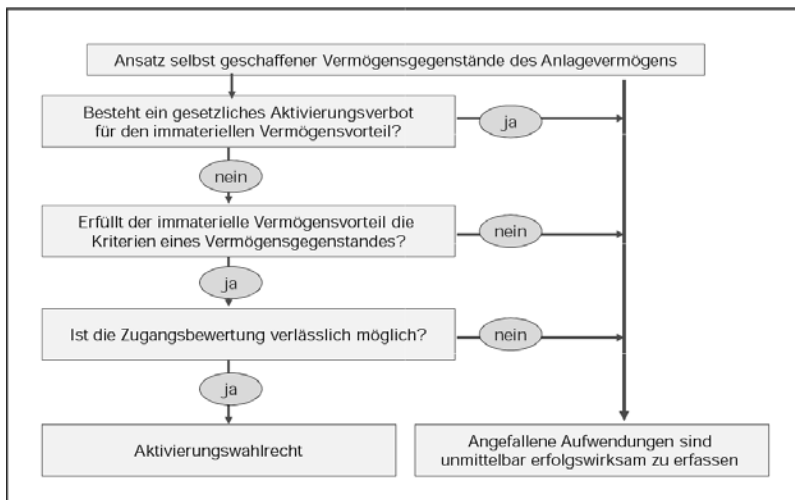 Ansatz selbst geschaffener Vermögensgegenstände des Anlagevermögens
Besteht ein gesetzliches Aktivierungsverbot
für den immateriellen Vermögensvorteil?
ja
nein
Erfüllt der immaterielle Vermögensvorteil die
Kriterien eines Vermögensgegenstandes?
nein
ja
Ist die Zugangsbewertung verlässlich möglich?
nein
ja
Aktivierungswahlrecht
Angefallene Aufwendungen sind
unmittelbar erfolgswirksam zu erfassen